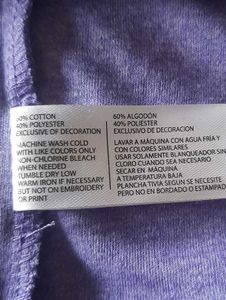 60% COTTON
40% POLYESTER
EXCLUSIVE OF DECORATION
MACHINE WASH COLD
WITH LIKE COLORS ONLY
NON-CHLORINE BLEACH
WHEN NEEDED
TUMBLE DRY LOW
WARM IRON IF NECESSARY
BUT NOT ON EMBROIDERY
OR PRINT
60% ALGODÓN
40% POLIÉSTER
EXCLUSIVO DE DECORACION
LAVAR A MÁQUINA CON AGUA FRÍA Y
CON COLORES SIMILARES
USAR SOLAMENTE BLANQUEADOR SIN
CLORO CUANDO SEA NECESARIO
SECAR EN MÁQUINA
A TEMPERATURA BAJA
PLANCHA TIVIA SEGÚN SE NECESITE
PERO NO EN BORDADO O ESTAMPADO